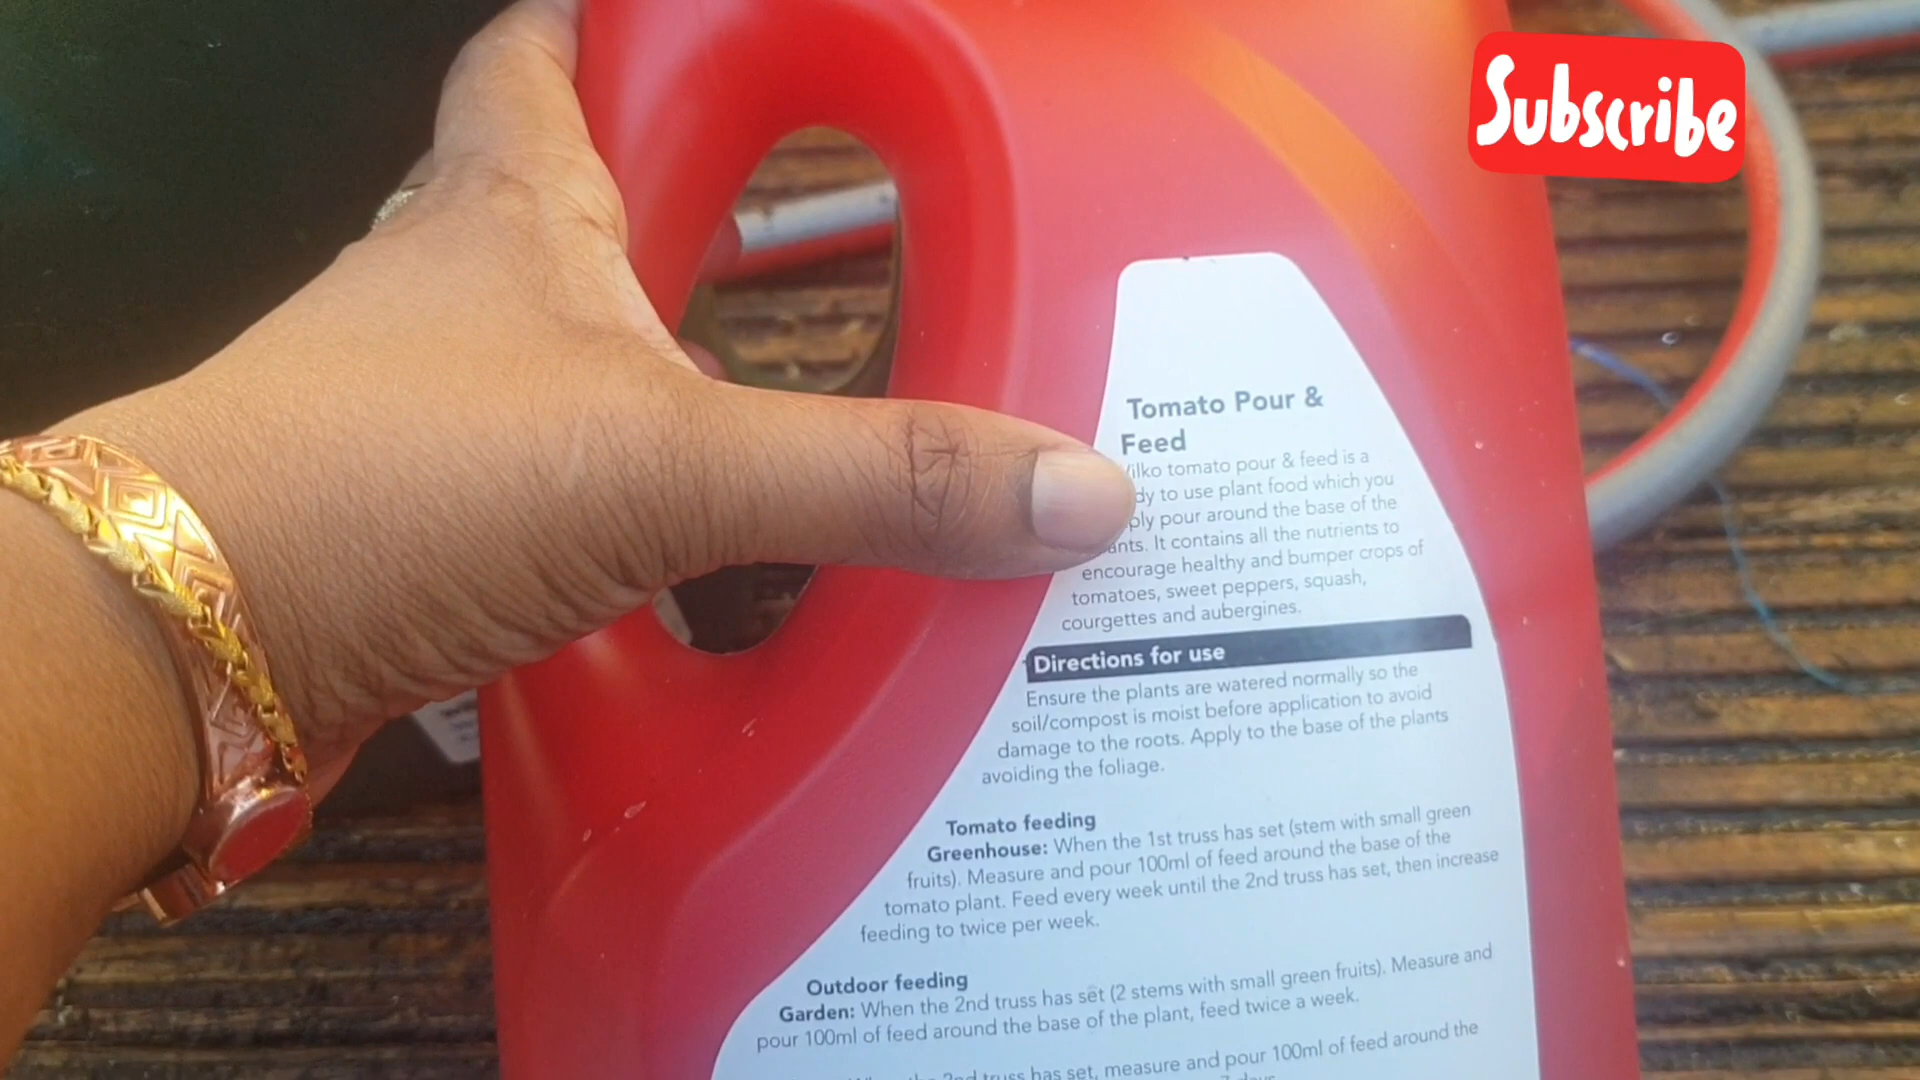 Subscribe
Tomato Pour &
Feed
ilko tomato pour & feed is a
dy to use plant food which you
ply pour around the base of the
ants. It contains all the nutrients to
encourage healthy and bumper crops of
tomatoes, sweet peppers, squash,
courgettes and aubergines.
Directions for use
Ensure the plants are watered normally so the
soil/compost is moist before application to avoid
damage to the roots. Apply to the base of the plants
avoiding the foliage.
Tomato feeding
Greenhouse: When the 1st truss has set (stem with small green
fruits). Measure and pour 100ml of feed around the base of the
tomato plant. Feed every week until the 2nd truss has set, then increase
feeding to twice per week.
Outdoor feeding
Garden: When the 2nd truss has set (2 stems with small green fruits). Measure and
pour 100ml of feed around the base of the plant, feed twice a week.
2nd truss has set, measure and pour 100ml of feed around the